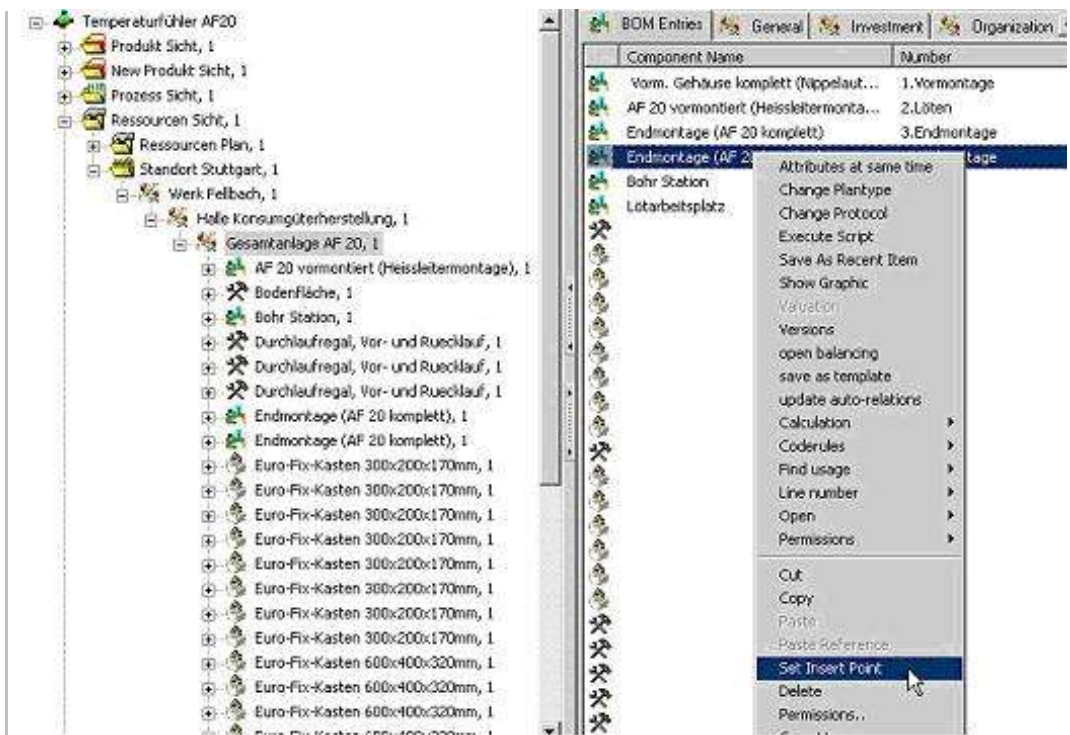 Temperaturfühler AF20
Produkt Sicht, 1
New Produkt Sicht, 1
Prozess Sicht, 1
Ressourcen Sicht, 1
Ressourcen Plan, 1
Standort Stuttgart, 1
Werk Fellbach, 1
Halle Konsumgüterherstellung, 1
Gesamtanlage AF 20, 1
AF 20 vormontiert (Heissleitermontage), 1
Bodenfläche, 1
Bohr Station, 1
Durchlaufregal, Vor- und Ruecklauf, 1
Durchlaufregal, Vor- und Ruecklauf, 1
Durchlaufregal, Vor- und Ruecklauf, 1
Endmontage (AF 20 komplett), 1
Endmontage (AF 20 komplett), 1
Euro-Fix-Kasten 300x200x170mm, 1
Euro-Fix-Kasten 300x200x170mm, 1
Euro-Fix-Kasten 300x200x170mm, 1
Euro-Fix-Kasten 300x200x170mm, 1
Euro-Fix-Kasten 300x200x170mm, 1
Euro-Fix-Kasten 300x200x170mm, 1
Euro-Fix-Kasten 300x200x170mm, 1
Euro-Fix-Kasten 300x200x170mm, 1
Euro-Fix-Kasten 600x400x320mm, 1
Euro-Fix-Kasten 600x400x320mm, 1
Euro-Fix-Kasten 600x400x320mm, 1
BOM Entries General Investment Organization
Component Name Number
Vorm. Gehäuse komplett (Nippelaut... 1.Vormontage
AF 20 vormontiert (Heissleitermonta... 2.Löten
Endmontage (AF 20 komplett) 3.Endmontage
Endmontage (AF 2 tage
Bohr Station
Lötarbeitsplatz
Attributes at same time
Change Plantype
Change Protocol
Execute Script
Save As Recent Item
Show Graphic
Valuation
Versions
open balancing
save as template
update auto-relations
Calculation
Coderules
Find usage
Line number
Open
Permissions
Cut
Copy
Paste
Paste Reference
Set Insert Point
Delete
Permissions..